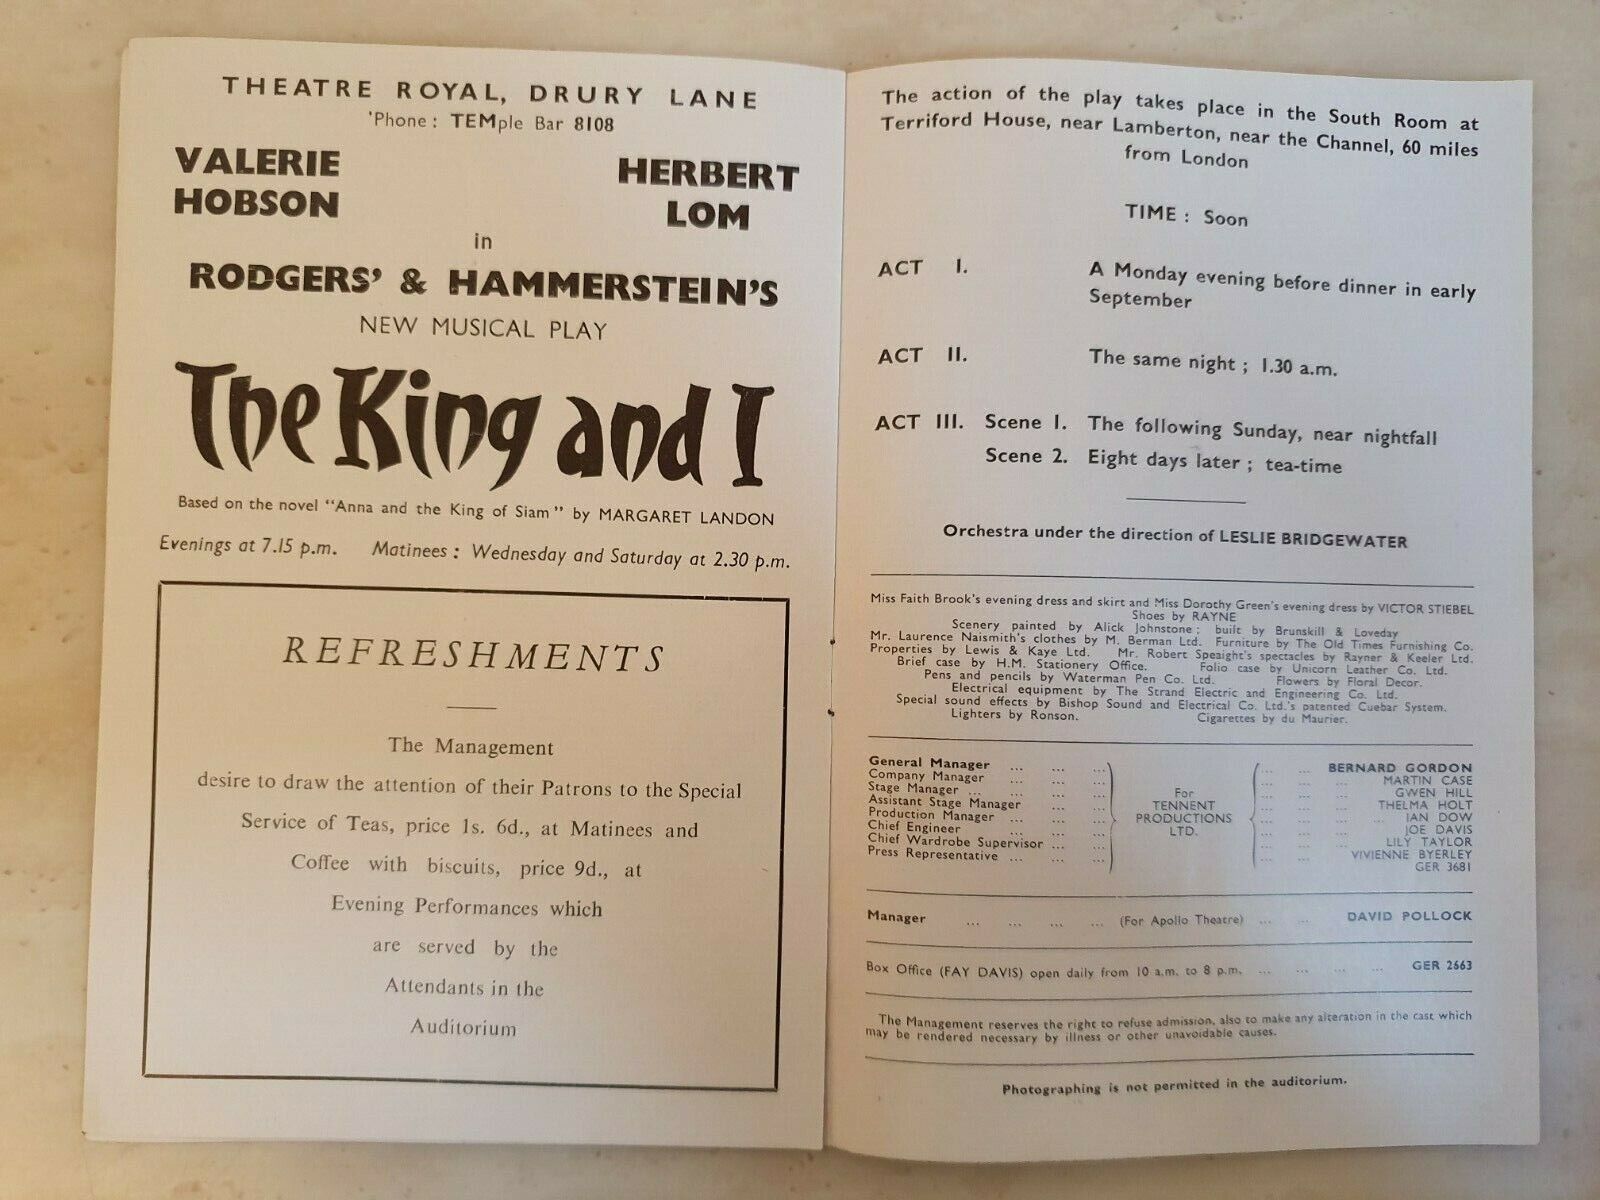 THEATRE ROYAL, DRURY LANE
'Phone : TEMple Bar 8108
VALERIE HOBSON
HERBERT LOM
in
RODGERS' & HAMMERSTEIN'S
NEW MUSICAL PLAY
The King and I
Based on the novel "Anna and the King of Siam" by MARGARET LANDON
Evenings at 7.15 p.m. Matinees : Wednesday and Saturday at 2.30 p.m.
REFRESHMENTS
The Management
desire to draw the attention of their Patrons to the Special
Service of Teas, price 1s. 6d., at Matinees and
Coffee with biscuits, price 9d., at
Evening Performances which
are served by the
Attendants in the
Auditorium
The action of the play takes place in the South Room at
Terriford House, near Lamberton, near the Channel, 60 miles
from London
TIME : Soon
ACT I. A Monday evening before dinner in early
September
ACT II. The same night ; 1.30 a.m.
ACT III. Scene 1. The following Sunday, near nightfall
Scene 2. Eight days later ; tea-time
Orchestra under the direction of LESLIE BRIDGEWATER
Miss Faith Brook's evening dress and skirt and Miss Dorothy Green's evening dress by VICTOR STIEBEL
Shoes by RAYNE
Scenery painted by Alick Johnstone ; built by Brunskill & Loveday
Mr. Laurence Naismith's clothes by M. Berman Ltd. Furniture by The Old Times Furnishing Co.
Properties by Lewis & Kaye Ltd. Mr. Robert Speaight's spectacles by Rayner & Keeler Ltd.
Brief case by H.M. Stationery Office. Folio case by Unicorn Leather Co. Ltd.
Pens and pencils by Waterman Pen Co. Ltd. Flowers by Floral Decor.
Electrical equipment by The Strand Electric and Engineering Co. Ltd.
Special sound effects by Bishop Sound and Electrical Co. Ltd.'s patented Cuebar System.
Lighters by Ronson. Cigarettes by du Maurier.
General Manager ... ... ... ... ... BERNARD GORDON
Company Manager ... ... ... ... ... ... MARTIN CASE
Stage Manager ... ... ... ... ... ... GWEN HILL
Assistant Stage Manager ... ... ... ... ... THELMA HOLT
Production Manager ... ... ... ... ... ... ... IAN DOW
Chief Engineer ... ... ... ... ... JOE DAVIS
Chief Wardrobe Supervisor ... ... ... ... ... LILY TAYLOR
Press Representative ... ... ... ... ... VIVIENNE BYERLEY
GER 3681
For
TENNENT
PRODUCTIONS
LTD.
Manager ... ... ... ... (For Apollo Theatre) ... ... DAVID POLLOCK
Box Office (FAY DAVIS) open daily from 10 a.m. to 8 p.m. ... ... ... ... GER 2663
The Management reserves the right to refuse admission, also to make any alteration in the cast which
may be rendered necessary by illness or other unavoidable causes.
Photographing is not permitted in the auditorium.